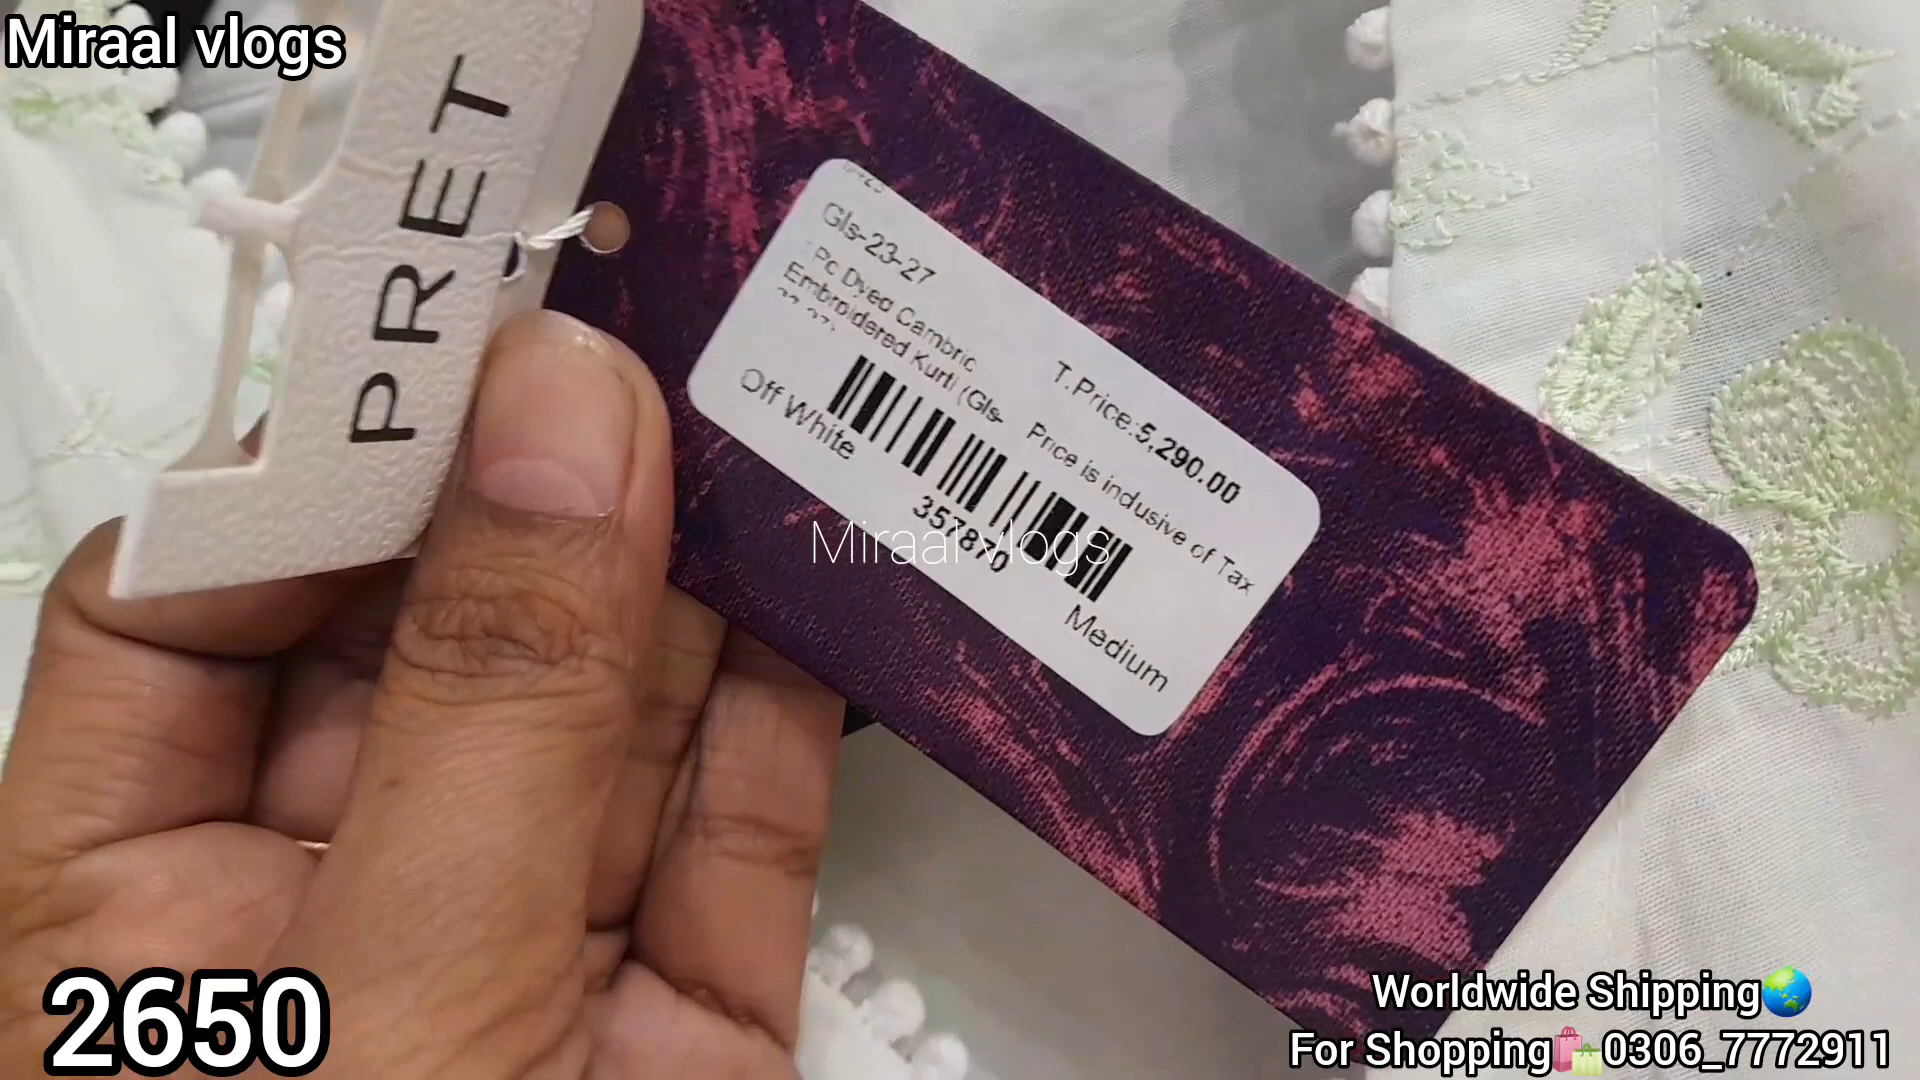 Miraal vlogs
PRET
Gls-23-27
Pc Dyed Cambric
Embroidered Kurti (Gls-
T.Price:5,290.00
Price is inclusive of Tax
Off White
357870
Medium
Miraal vlogs
2650
Worldwide Shipping🌏
For Shopping🛍️0306_7772911